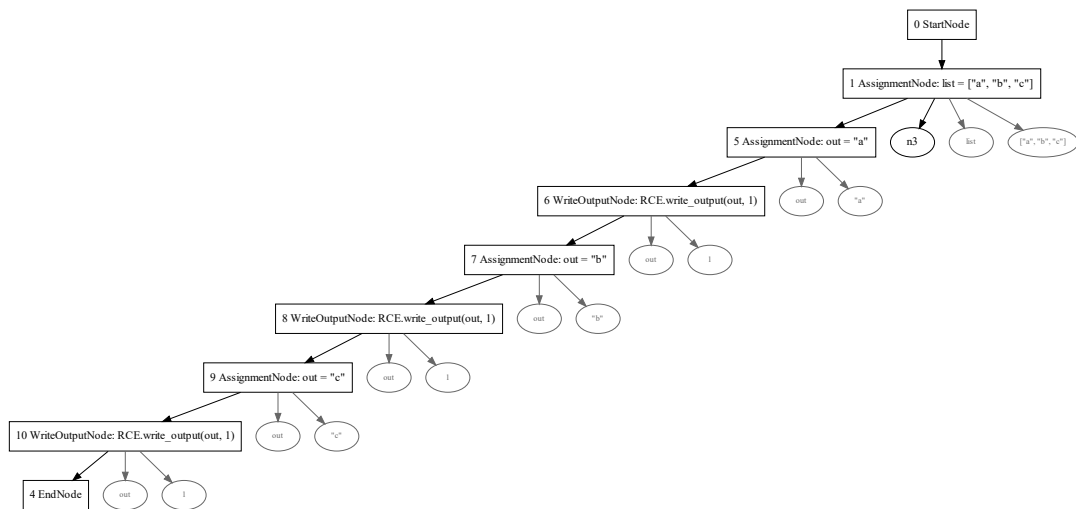 0 StartNode
1 AssignmentNode: list = ["a", "b", "c"]
5 AssignmentNode: out = "a"
n3
list
["a", "b", "c"]
6 WriteOutputNode: RCE.write_output(out, 1)
out
"a"
7 AssignmentNode: out = "b"
out
1
8 WriteOutputNode: RCE.write_output(out, 1)
out
"b"
9 AssignmentNode: out = "c"
out
1
10 WriteOutputNode: RCE.write_output(out, 1)
out
"c"
4 EndNode
out
1